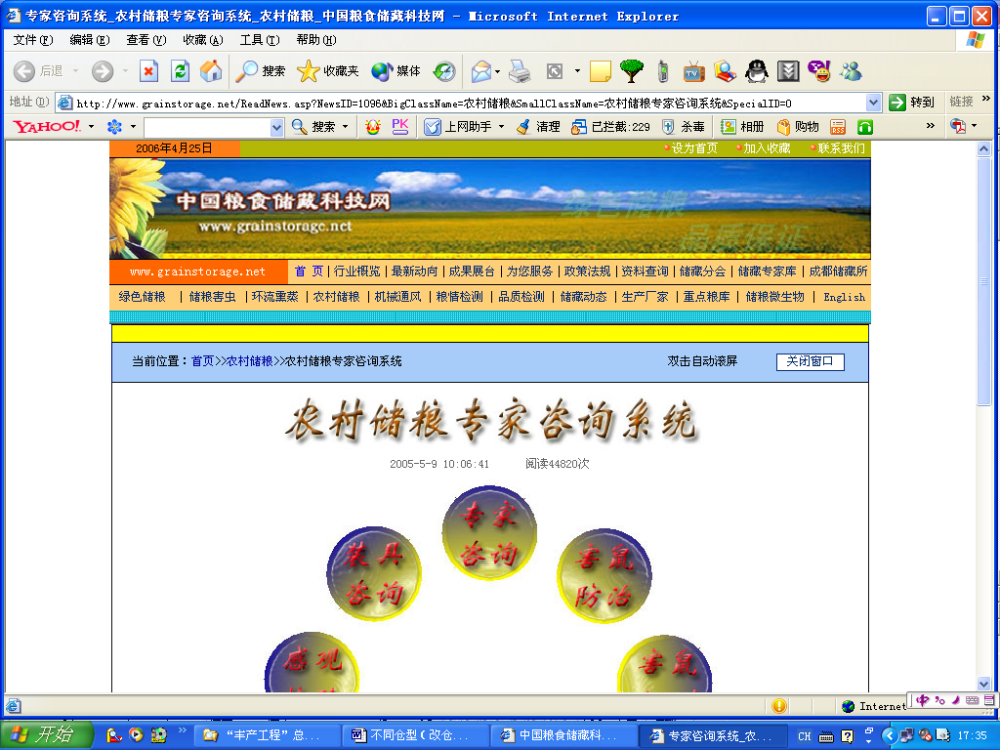 专家咨询系统_农村储粮专家咨询系统_农村储粮_中国粮食储藏科技网 - Microsoft Internet Explorer
文件(F) 编辑(E) 查看(V) 收藏(A) 工具(T) 帮助(H)
后退 搜索 收藏夹 媒体
地址(D) http://www.grainstorage.net/ReadNews.asp?NewsID=1096&BigClassName=农村储粮&SmallClassName=农村储粮专家咨询系统&SpecialID=0 转到 链接 »
YAHOO! 搜索 PK 上网助手 清理 已拦截:229 杀毒 相册 购物 RSS »
2006年4月25日 设为首页 加入收藏 联系我们
中国粮食储藏科技网
www.grainstorage.net
绿色储粮
品质保证
www.grainstorage.net 首 页 | 行业概览 | 最新动向 | 成果展台 | 为您服务 | 政策法规 | 资料查询 | 储藏分会 | 储藏专家库 | 成都储藏所
绿色储粮 | 储粮害虫 | 环流熏蒸 | 农村储粮 | 机械通风 | 粮情检测 | 品质检测 | 储藏动态 | 生产厂家 | 重点粮库 | 储粮微生物 | English
当前位置：首页>>农村储粮>>农村储粮专家咨询系统 双击自动滚屏 关闭窗口
农村储粮专家咨询系统
2005-5-9 10:06:41 阅读44820次
专家
咨询
装具
咨询
害鼠
防治
感观
害鼠
Internet 中
开始 » “丰产工程”总... 不同仓型（改仓... 中国粮食储藏科... 专家咨询系统_农... CH 17:35